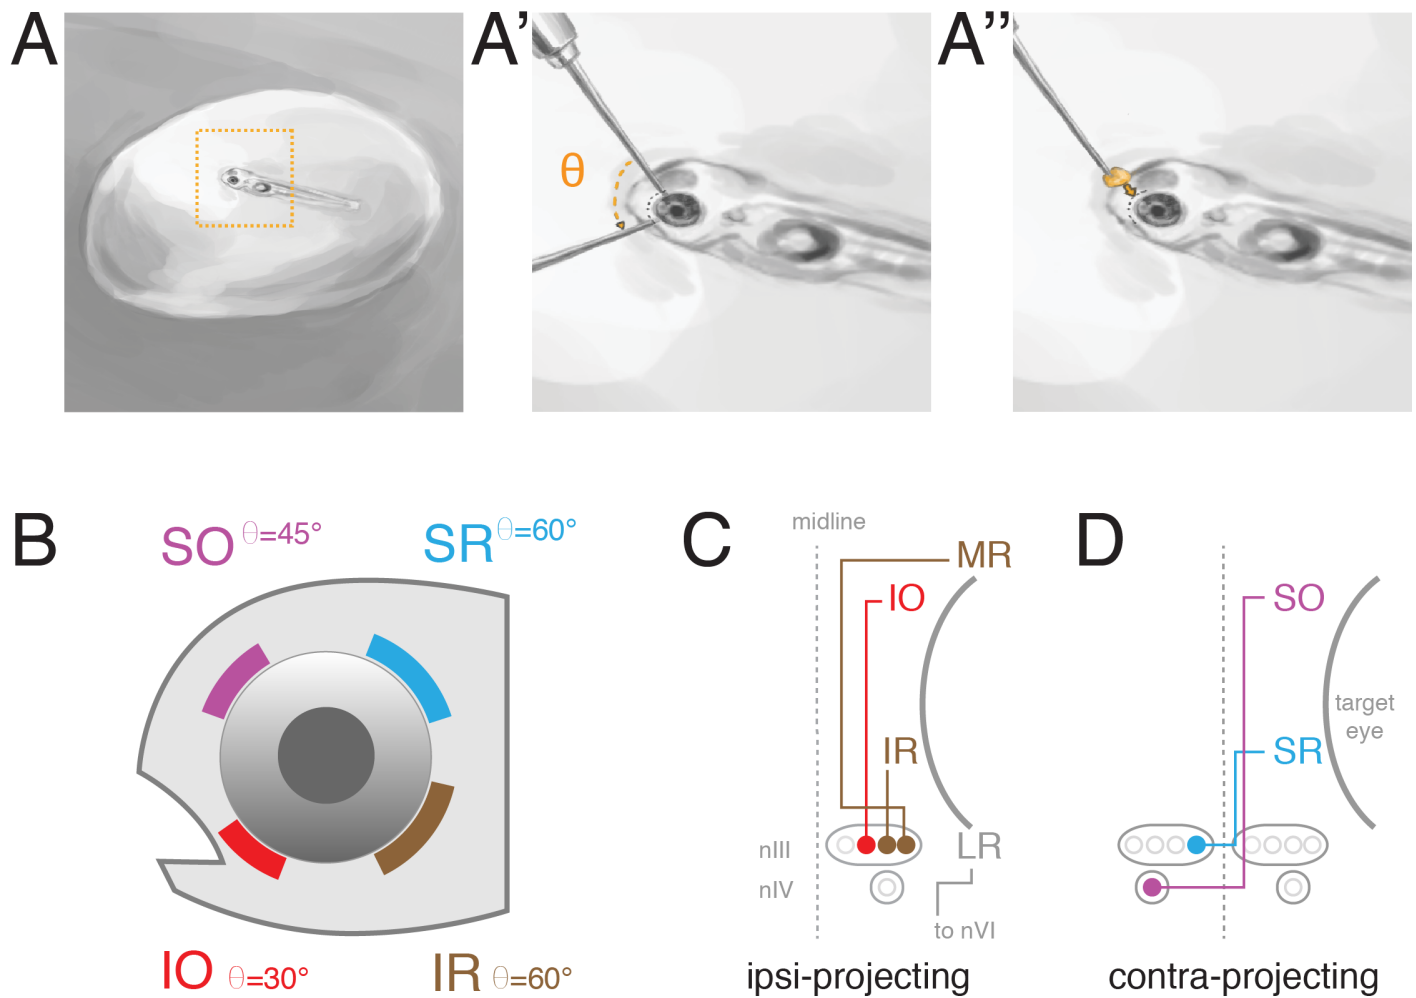 A
A'
A"
θ
B
SO θ=45°
SR θ=60°
IO θ=30°
IR θ=60°
C
midline
MR
IO
IR
nIII
LR
nIV
to nVI
ipsi-projecting
D
SO
target
eye
SR
contra-projecting